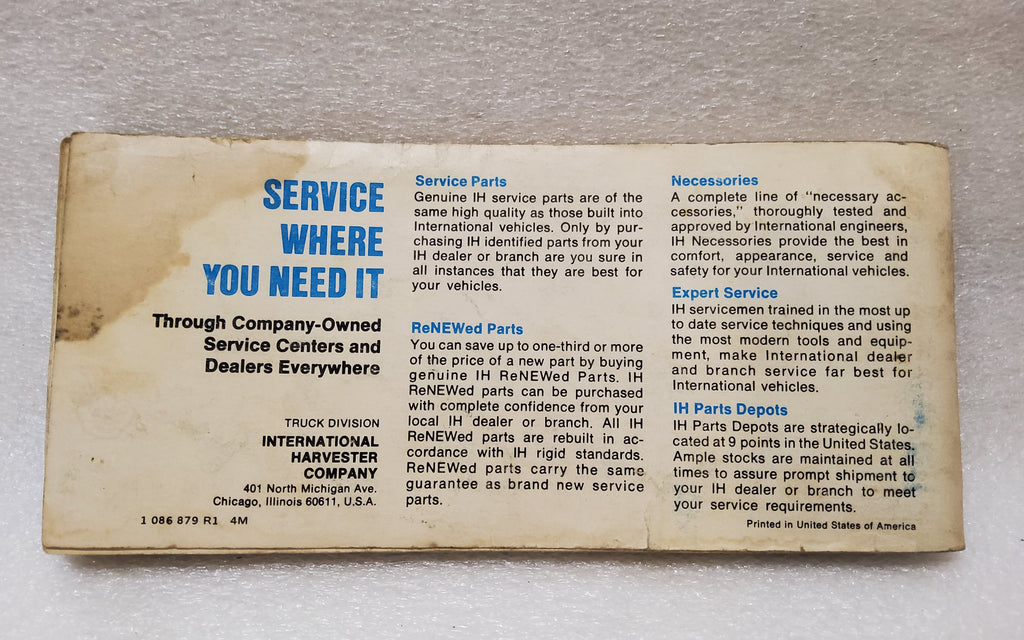 SERVICE
WHERE
YOU NEED IT
Through Company-Owned
Service Centers and
Dealers Everywhere
TRUCK DIVISION
INTERNATIONAL
HARVESTER
COMPANY
401 North Michigan Ave.
Chicago, Illinois 60611, U.S.A.
1 086 879 R1 4M
Service Parts
Genuine IH service parts are of the
same high quality as those built into
International vehicles. Only by pur-
chasing IH identified parts from your
IH dealer or branch are you sure in
all instances that they are best for
your vehicles.
ReNEWed Parts
You can save up to one-third or more
of the price of a new part by buying
genuine IH ReNEWed Parts. IH
ReNEWed parts can be purchased
with complete confidence from your
local IH dealer or branch. All IH
ReNEWed parts are rebuilt in ac-
cordance with IH rigid standards.
ReNEWed parts carry the same
guarantee as brand new service
parts.
Necessories
A complete line of "necessary ac-
cessories," thoroughly tested and
approved by International engineers,
IH Necessories provide the best in
comfort, appearance, service and
safety for your International vehicles.
Expert Service
IH servicemen trained in the most up
to date service techniques and using
the most modern tools and equip-
ment, make International dealer
and branch service far best for
International vehicles.
IH Parts Depots
IH Parts Depots are strategically lo-
cated at 9 points in the United States.
Ample stocks are maintained at all
times to assure prompt shipment to
your IH dealer or branch to meet
your service requirements.
Printed in United States of America